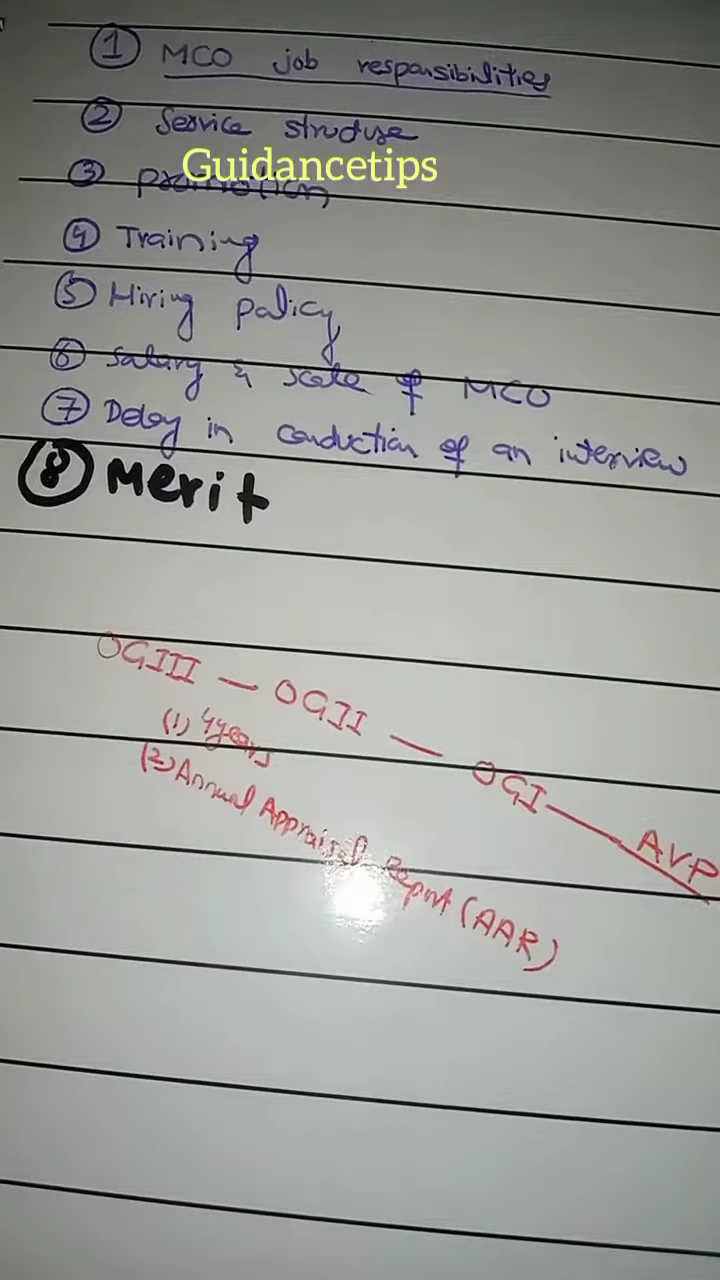 ① MCO job responsibilities
② Service structure
Guidancetips
③ promotion
④ Training
⑤ Hiring policy
⑥ Salary & scale of MCO
⑦ Delay in conduction of an interview
⑧ Merit
OGIII — OGII — OGI — AVP
(1) 4years
(2) Annual Appraisal Report (AAR)